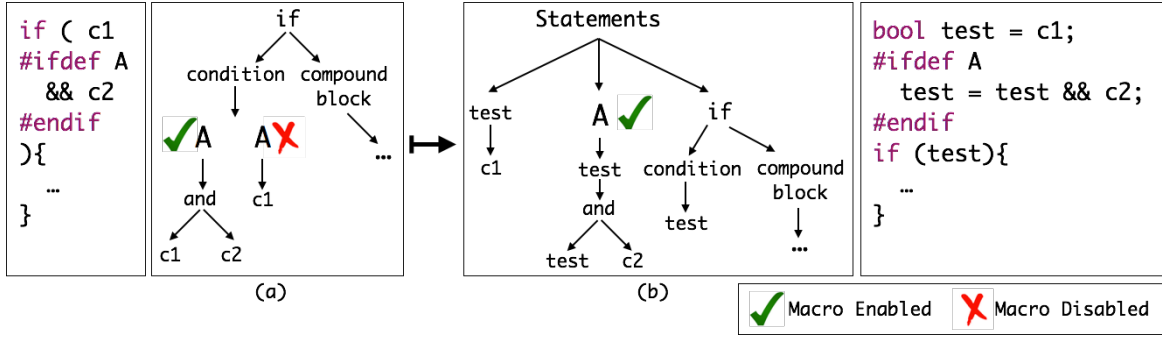 if ( c1
#ifdef A
&& c2
#endif
){
…
}
if
condition
compound
block
A
A
…
and
c1
c1
c2
(a)
Statements
test
A
if
c1
test
condition
compound
block
and
test
test
c2
…
(b)
bool test = c1;
#ifdef A
test = test && c2;
#endif
if (test){
…
}
Macro Enabled
Macro Disabled